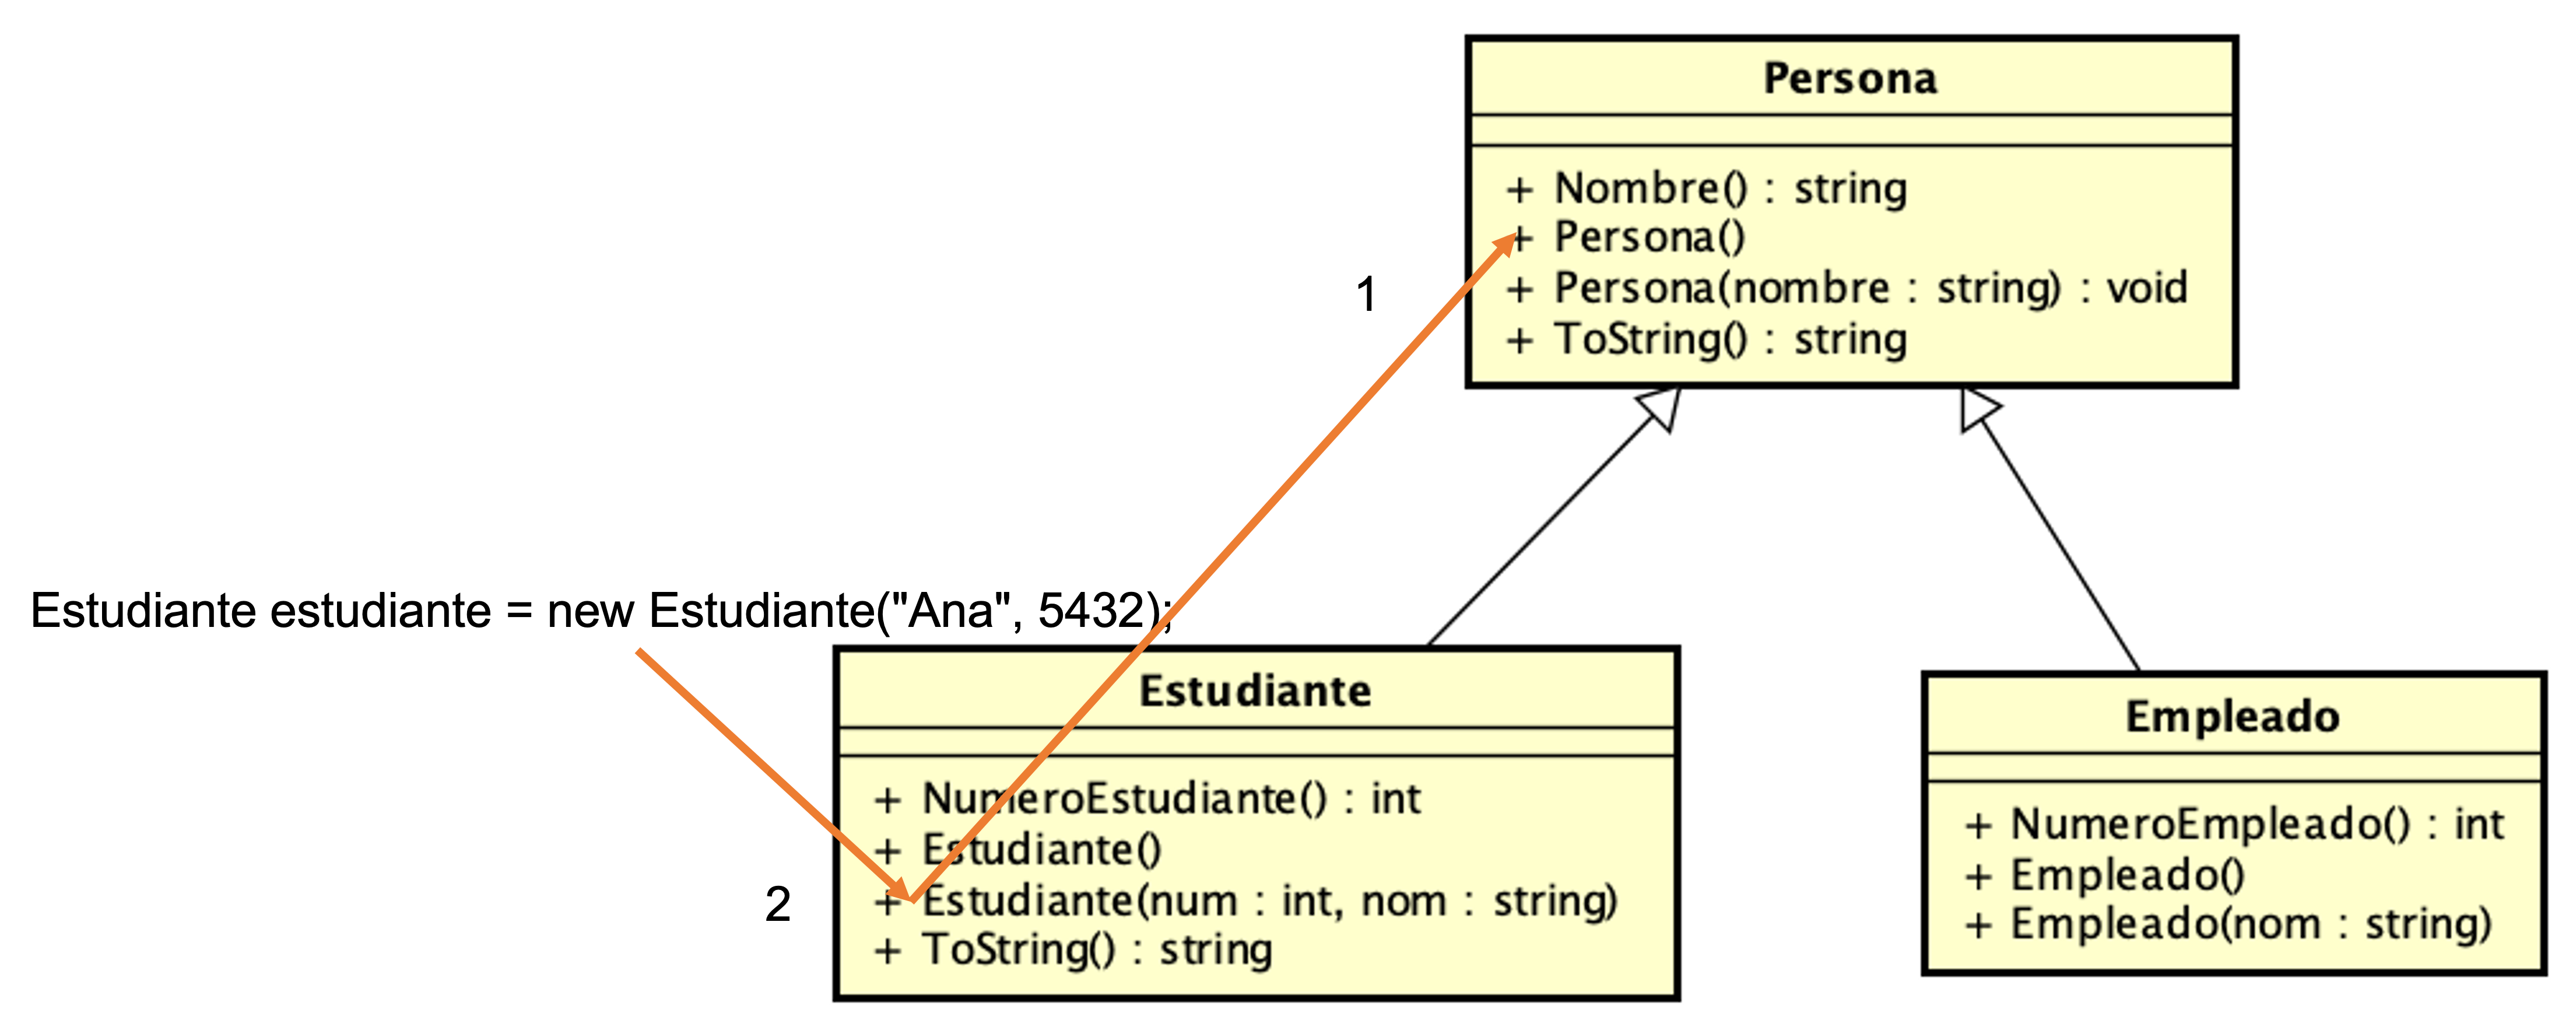 Persona
+ Nombre() : string
+ Persona()
+ Persona(nombre : string) : void
+ ToString() : string
1
Estudiante estudiante = new Estudiante("Ana", 5432);
Estudiante
+ NumeroEstudiante() : int
+ Estudiante()
+ Estudiante(num : int, nom : string)
+ ToString() : string
2
Empleado
+ NumeroEmpleado() : int
+ Empleado()
+ Empleado(nom : string)